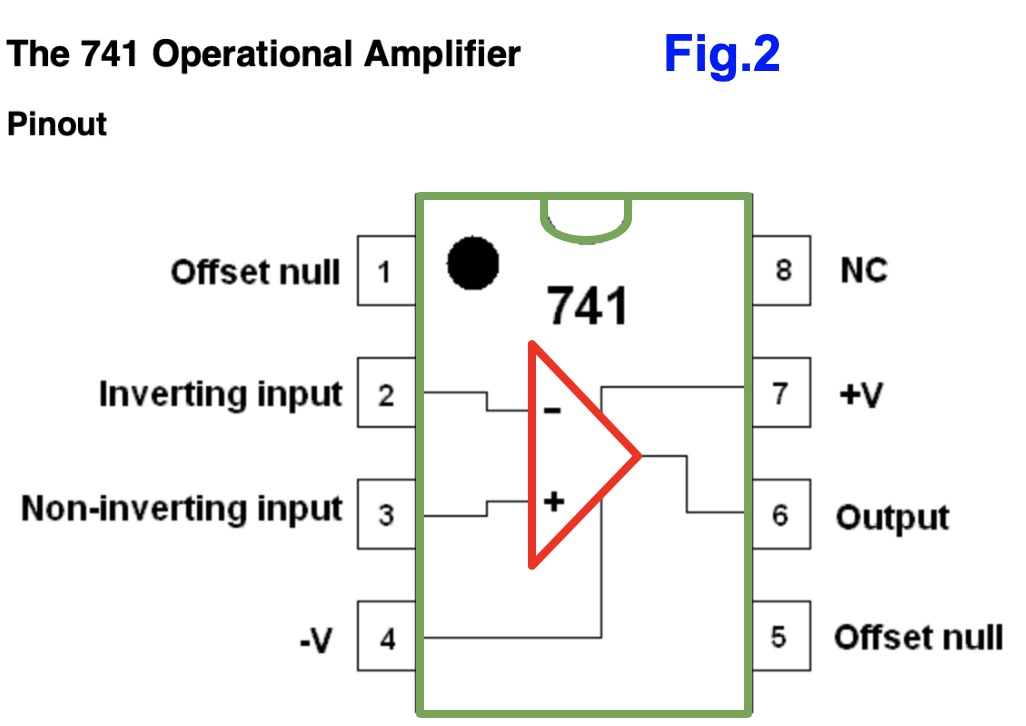 The 741 Operational Amplifier Fig.2
Pinout
Offset null 1 8 NC
741
Inverting input 2 - 7 +V
Non-inverting input 3 + 6 Output
-V 4 5 Offset null